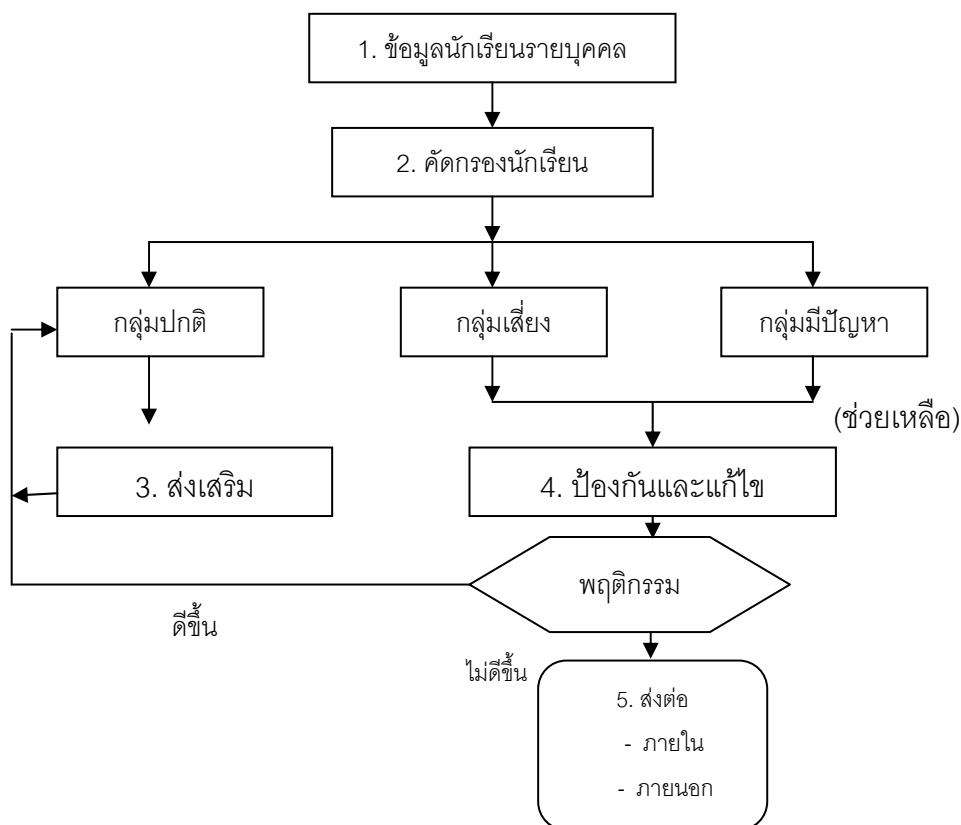 1. ข้อมูลนักเรียนรายบุคคล
2. คัดกรองนักเรียน
กลุ่มปกติ
กลุ่มเสี่ยง
กลุ่มมีปัญหา
(ช่วยเหลือ)
3. ส่งเสริม
4. ป้องกันและแก้ไข
พฤติกรรม
ดีขึ้น
ไม่ดีขึ้น
5. ส่งต่อ
- ภายใน
- ภายนอก